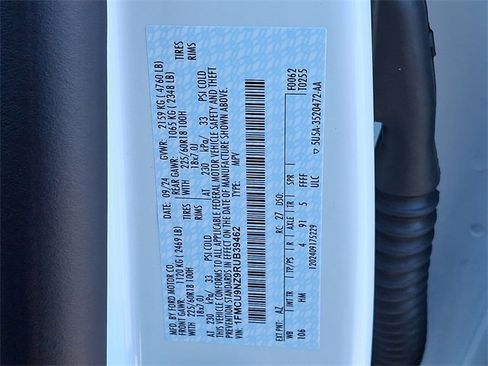 MFD. BY FORD MOTOR CO.
DATE: 09/24 GVWR: 2159 KG ( 4760 LB)
FRONT GAWR: 1120 KG ( 2469 LB) REAR GAWR: 1065 KG ( 2348 LB)
WITH 225/60R18 100H TIRES WITH 225/60R18 100H TIRES
18x7.0J RIMS 18x7.0J RIMS
AT 230 kPa/ 33 PSI COLD AT 230 kPa/ 33 PSI COLD
THIS VEHICLE CONFORMS TO ALL APPLICABLE FEDERAL MOTOR VEHICLE SAFETY AND THEFT
PREVENTION STANDARDS IN EFFECT ON THE DATE OF MANUFACTURE SHOWN ABOVE.
VIN: 1FMCU9NZ9RUB39462
TYPE: MPV
F0062
T0255
EXT PNT: AZ RC: 27 DSO:
WB TP/PS R AXLE TR SPR
106 HM 4 91 5 FFFF
ULC
1202409175229
5U5A-3520472-AA